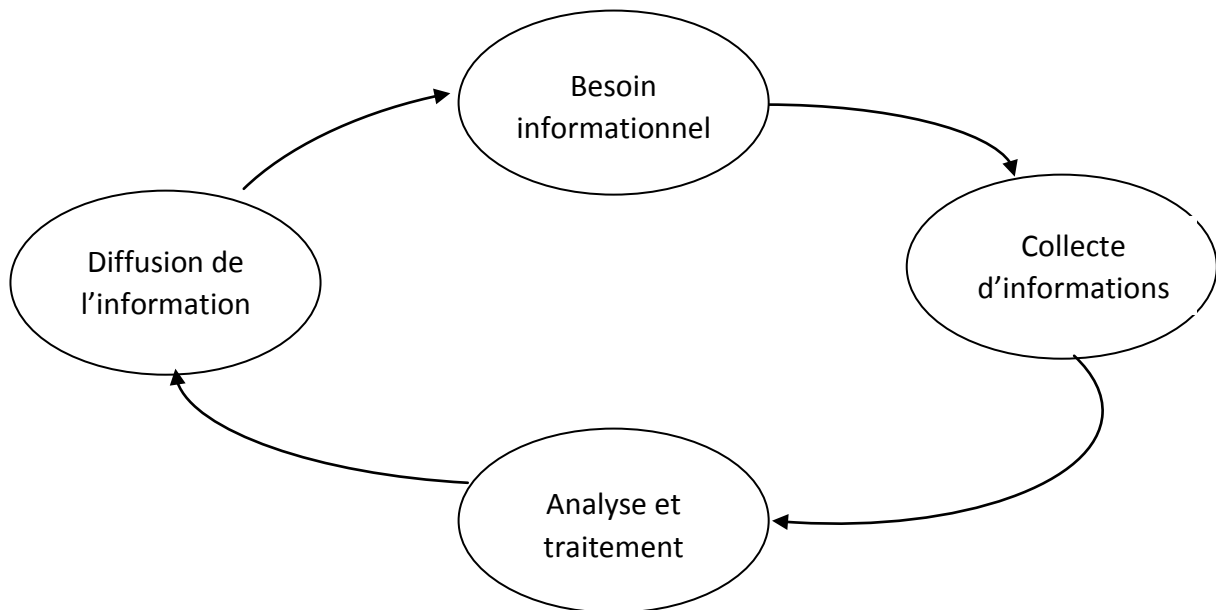 Besoin
informationnel
Collecte
d’informations
Analyse et
traitement
Diffusion de
l’information